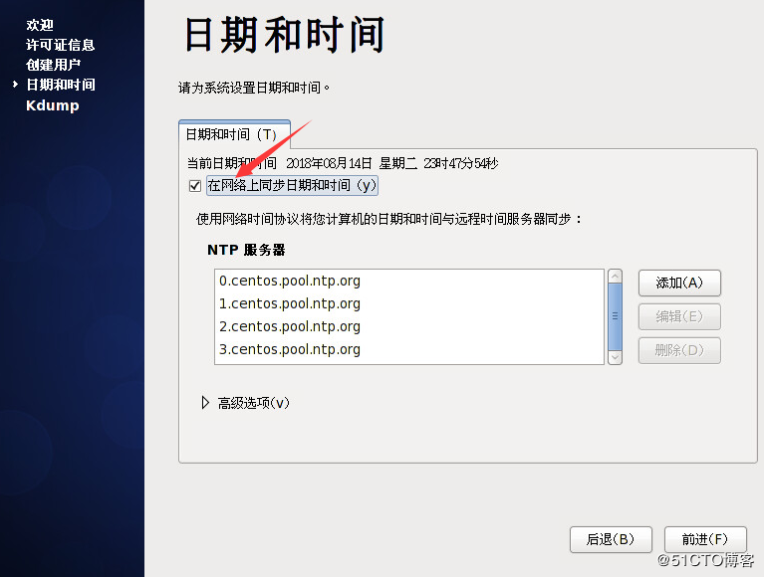 欢迎
许可证信息
创建用户
日期和时间
Kdump
日期和时间
请为系统设置日期和时间。
日期和时间（T）
当前日期和时间 2018年08月14日 星期二 23时47分54秒
在网络上同步日期和时间（y）
使用网络时间协议将您计算机的日期和时间与远程时间服务器同步：
NTP 服务器
0.centos.pool.ntp.org
1.centos.pool.ntp.org
2.centos.pool.ntp.org
3.centos.pool.ntp.org
添加(A)
编辑(E)
删除(D)
高级选项(v)
后退(B)
前进(F)
@51CTO博客